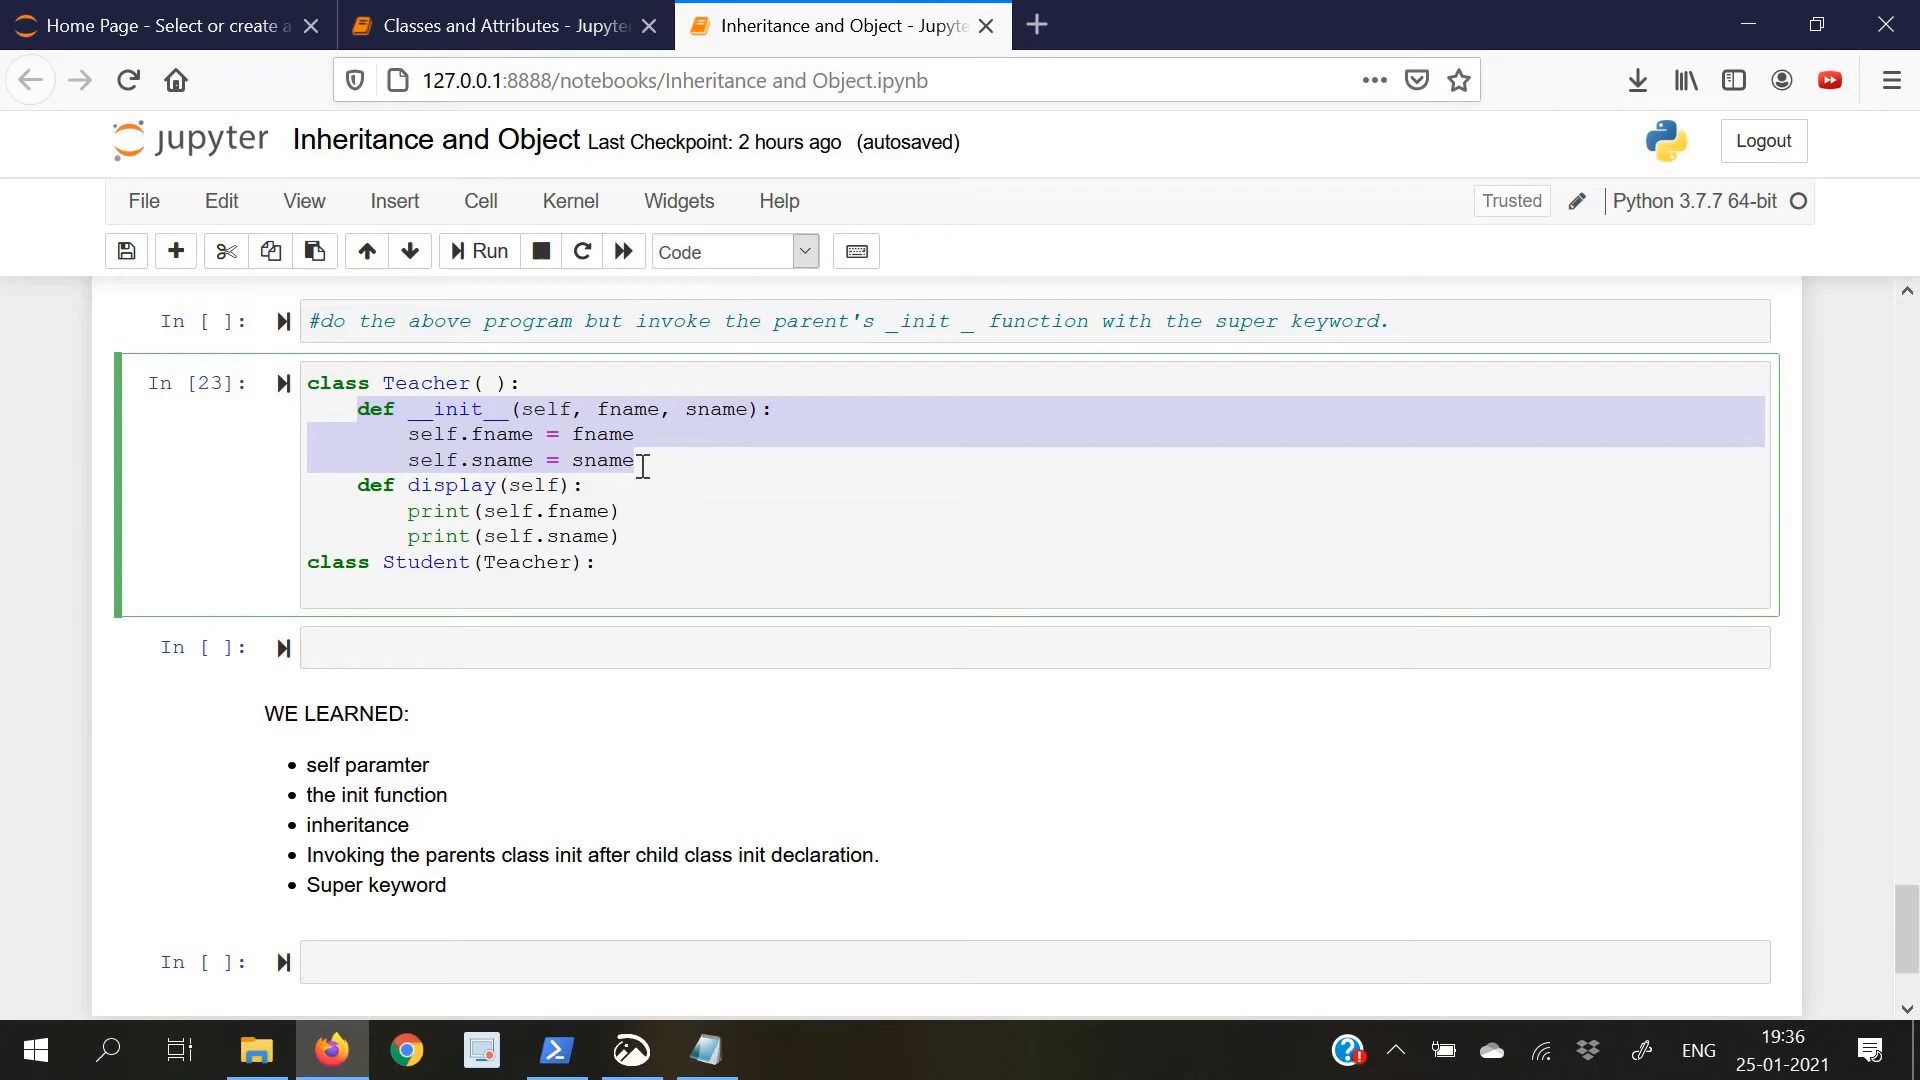 Home Page - Select or create a
Classes and Attributes - Jupyte
Inheritance and Object - Jupyte
127.0.0.1:8888/notebooks/Inheritance and Object.ipynb
jupyter Inheritance and Object Last Checkpoint: 2 hours ago (autosaved)
Logout
File Edit View Insert Cell Kernel Widgets Help
Trusted Python 3.7.7 64-bit
Run Code
In [ ]: #do the above program but invoke the parent's _init _ function with the super keyword.
In [23]: class Teacher( ):
def __init__(self, fname, sname):
self.fname = fname
self.sname = sname
def display(self):
print(self.fname)
print(self.sname)
class Student(Teacher):
In [ ]:
WE LEARNED:
• self paramter
• the init function
• inheritance
• Invoking the parents class init after child class init declaration.
• Super keyword
In [ ]:
ENG
19:36
25-01-2021